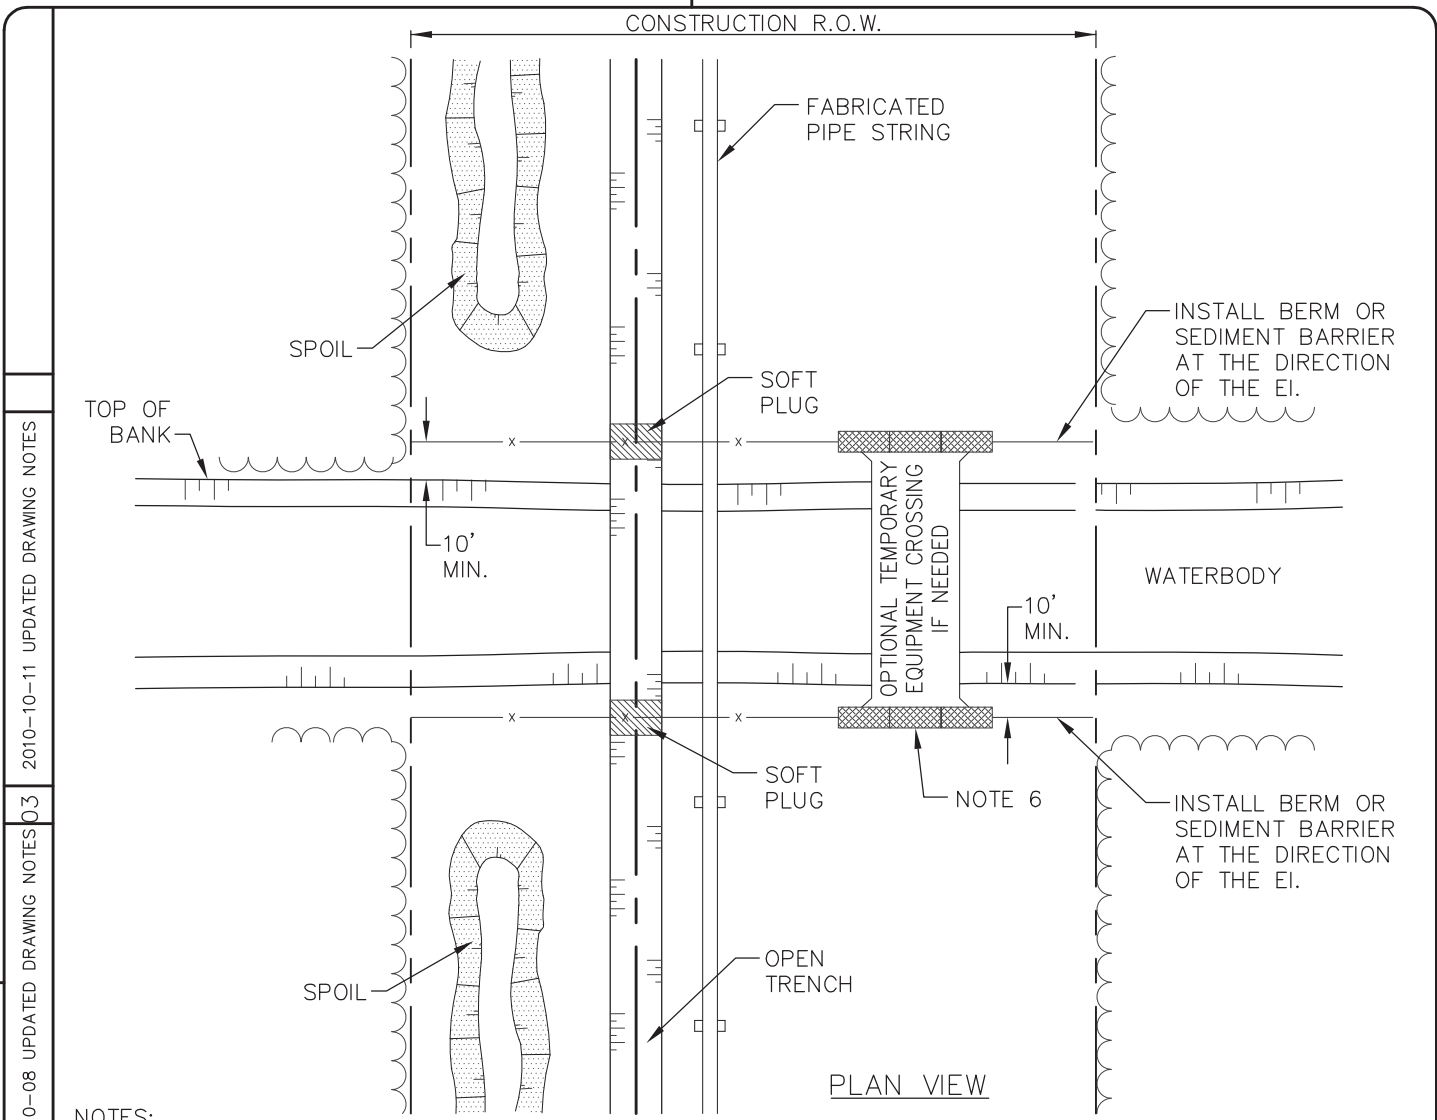 CONSTRUCTION R.O.W.
FABRICATED
PIPE STRING
INSTALL BERM OR
SEDIMENT BARRIER
AT THE DIRECTION
OF THE EI.
SPOIL
SOFT
PLUG
TOP OF
BANK
x
x
x
10'
MIN.
OPTIONAL TEMPORARY
EQUIPMENT CROSSING
IF NEEDED
WATERBODY
10'
MIN.
x
x
x
SOFT
PLUG
NOTE 6
INSTALL BERM OR
SEDIMENT BARRIER
AT THE DIRECTION
OF THE EI.
OPEN
TRENCH
SPOIL
PLAN VIEW
NOTES:
2010-10-11 UPDATED DRAWING NOTES
03
0-08 UPDATED DRAWING NOTES